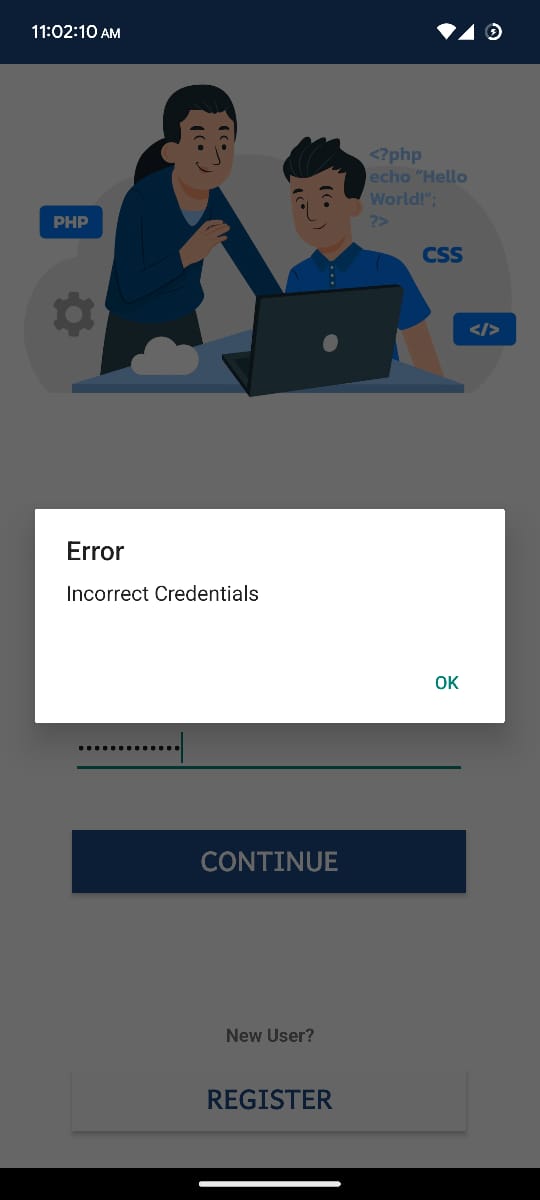 11:02:10 AM
<?php
echo "Hello
World!";
?>
PHP
CSS
</>
Error
Incorrect Credentials
OK
•••••••••••••
CONTINUE
New User?
REGISTER